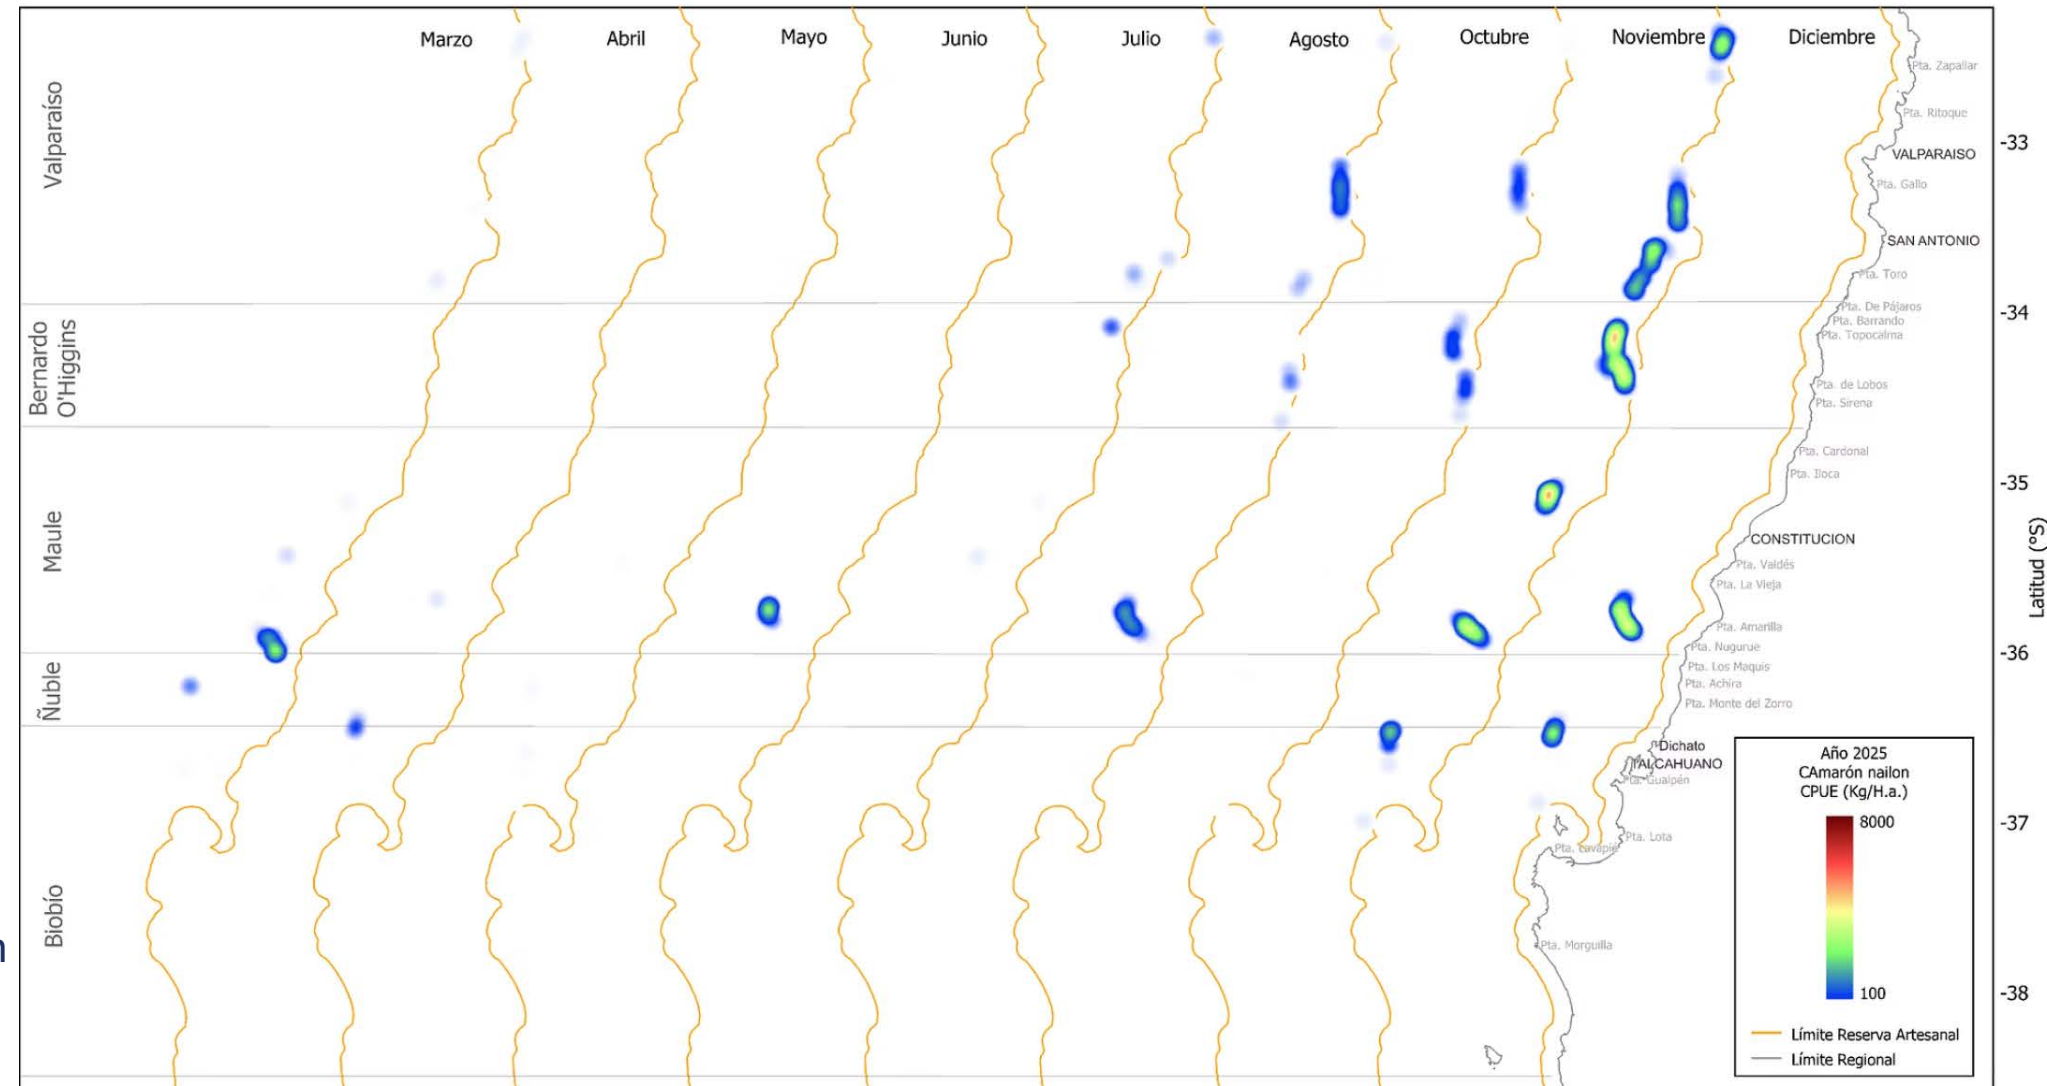 Marzo
Abril
Mayo
Junio
Julio
Agosto
Octubre
Noviembre
Diciembre
Valparaíso
Bernardo
O'Higgins
Maule
Ñuble
Biobío
n
Pta. Zapallar
Pta. Ritoque
VALPARAISO
Pta. Gallo
SAN ANTONIO
Pta. Toro
Pta. De Pájaros
Pta. Barrando
Pta. Topocalma
Pta. de Lobos
Pta. Sirena
Pta. Cardonal
Pta. Iloca
CONSTITUCION
Pta. Valdés
Pta. La Vieja
Pta. Amarilla
Pta. Nugurue
Pta. Los Maquis
Pta. Achira
Pta. Monte del Zorro
Dichato
TALCAHUANO
Pta. Gualpén
Pta. Lota
Pta. Lavapié
Pta. Morguilla
-33
-34
-35
-36
-37
-38
Latitud (°S)
Año 2025
CAmarón nailon
CPUE (Kg/H.a.)
8000
100
Límite Reserva Artesanal
Límite Regional